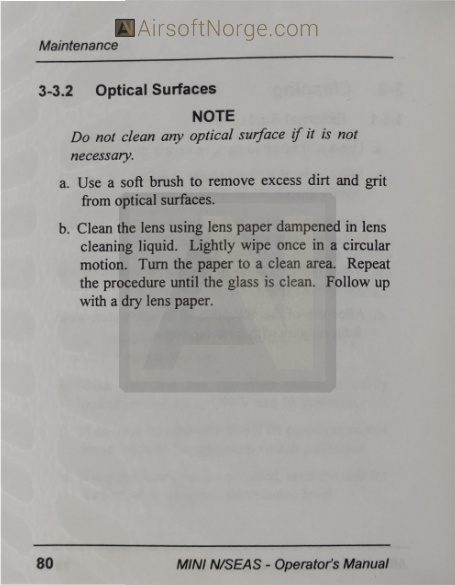 AirsoftNorge.com
Maintenance
3-3.2 Optical Surfaces
NOTE
Do not clean any optical surface if it is not
necessary.
a. Use a soft brush to remove excess dirt and grit
from optical surfaces.
b. Clean the lens using lens paper dampened in lens
cleaning liquid. Lightly wipe once in a circular
motion. Turn the paper to a clean area. Repeat
the procedure until the glass is clean. Follow up
with a dry lens paper.
80 MINI N/SEAS - Operator's Manual